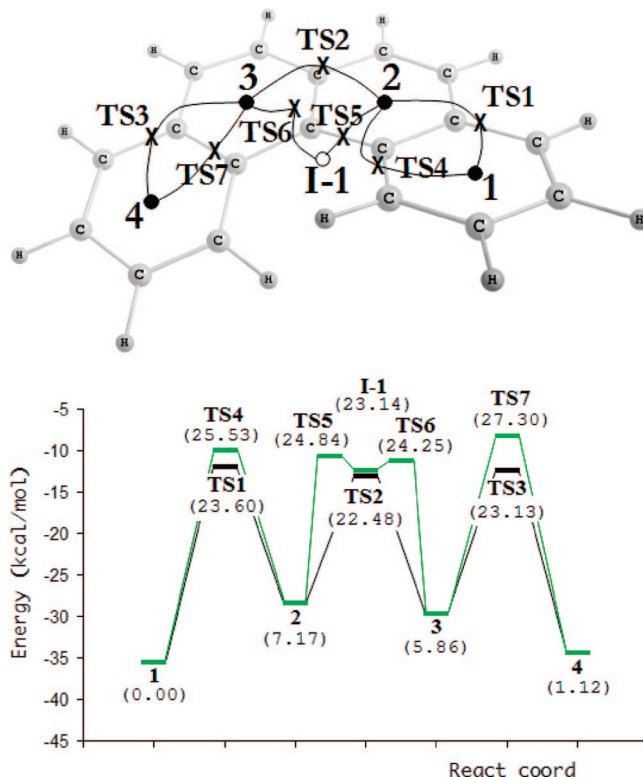 H
H
C
C
TS2
C
C
H
H
C
3
C
2
C
TS1
TS3
C
TS5
C
C
H
H
C
C
TS6
C
C
TS7
I-1
TS4
1
C
C
C
4
C
C
H
C
C
H
H
C
H
H
H
I-1
TS4
(23.14)
TS7
-5
(25.53)
TS5
TS6
(27.30)
-10
(24.84)
(24.25)
TS1
TS2
TS3
-15
(23.60)
(22.48)
(23.13)
-20
-25
-30
2
3
-35
(7.17)
(5.86)
1
4
-40
(0.00)
(1.12)
-45
Energy (kcal/mol)
React coord